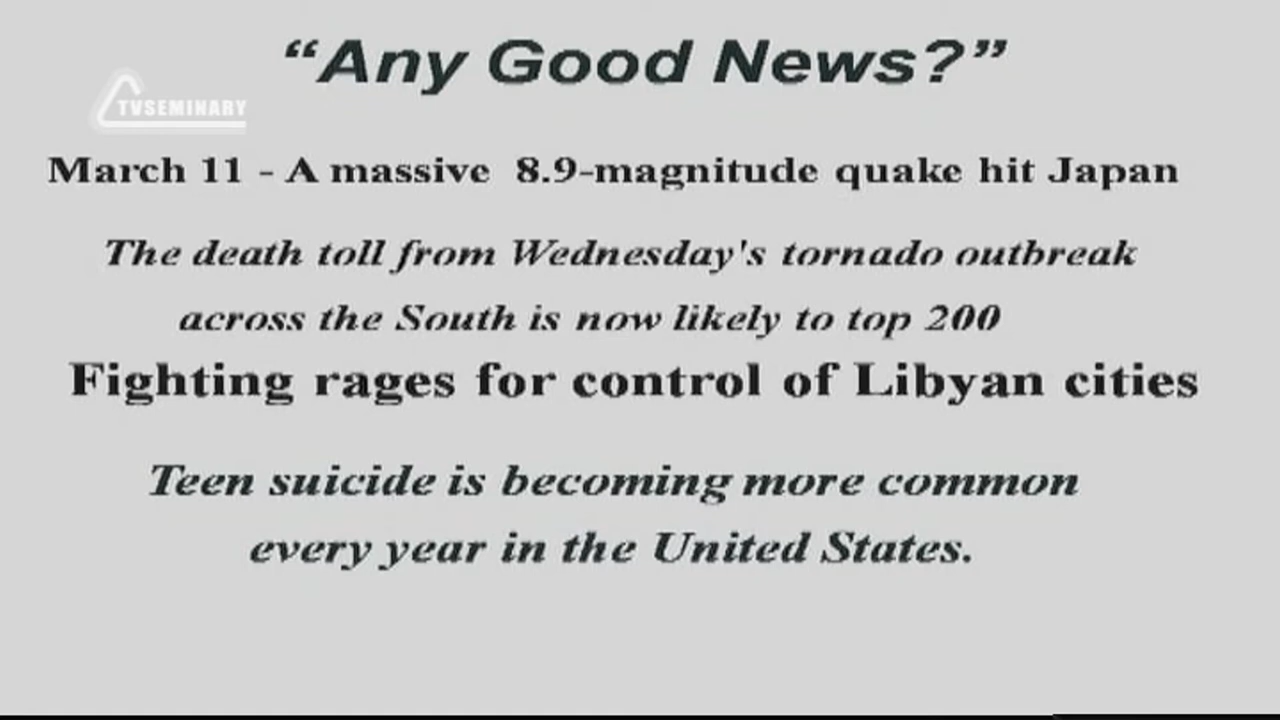 “Any Good News?”
TVSEMINARY
March 11 - A massive 8.9-magnitude quake hit Japan
The death toll from Wednesday's tornado outbreak
across the South is now likely to top 200
Fighting rages for control of Libyan cities
Teen suicide is becoming more common
every year in the United States.